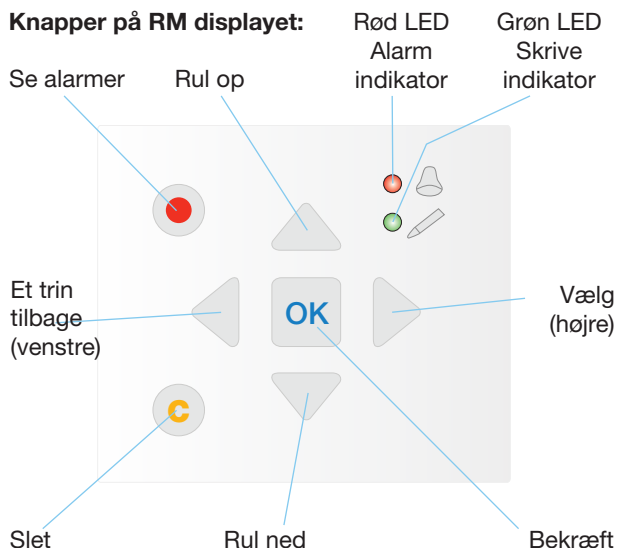 Knapper på RM displayet:
Rød LED
Alarm
indikator
Grøn LED
Skrive
indikator
Se alarmer
Rul op
Et trin
tilbage
(venstre)
OK
Vælg
(højre)
C
Slet
Rul ned
Bekræft